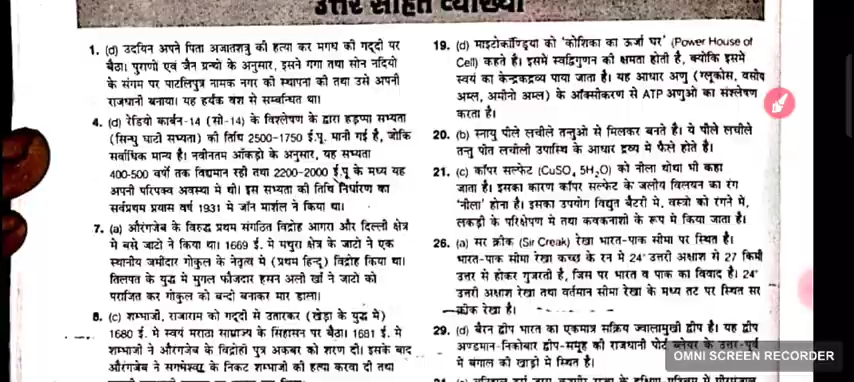 उत्तर सहित व्याख्या
1. (d) उदयिन अपने पिता अजातशत्रु की हत्या कर मगध की गद्दी पर
बैठा। पुराणो एवं जैन ग्रन्थो के अनुसार, इसने गगा तथा सोन नदियो
के संगम पर पाटलिपुत्र नामक नगर की स्थापना की तथा उसे अपनी
राजधानी बनाया। यह हर्यक वंश से सम्बन्धित था।
4. (d) रेडियो कार्बन-14 (सी-14) के विश्लेषण के द्वारा हड़प्पा सभ्यता
(सिन्धु घाटी सभ्यता) की तिथि 2500-1750 ई.पू. मानी गई है, जोकि
सर्वाधिक मान्य है। नवीनतम आँकड़ो के अनुसार, यह सभ्यता
400-500 वर्षो तक विद्यमान रही तथा 2200-2000 ई.पू के मध्य यह
अपनी परिपक्व अवस्था मे थी। इस सभ्यता की तिथि निर्धारण का
सर्वप्रथम प्रयास वर्ष 1931 मे जॉन मार्शल ने किया था।
7. (a) औरंगजेब के विरुद्ध प्रथम संगठित विद्रोह आगरा और दिल्ली क्षेत्र
मे बसे जाटो ने किया था। 1669 ई. मे मथुरा क्षेत्र के जाटो ने एक
स्थानीय जमीदार गोकुल के नेतृत्व मे (प्रथम हिन्दू) विद्रोह किया था।
तिलपत के युद्ध मे मुगल फौजदार हसन अली खाँ ने जाटो को
पराजित कर गोकुल को बन्दी बनाकर मार डाला।
8. (c) शम्भाजी, राजाराम को गद्दी से उतारकर (खेड़ा के युद्ध मे)
1680 ई. मे स्वयं मराठा साम्राज्य के सिहासन पर बैठा। 1681 ई. मे
शम्भाजी ने औरंगजेब के विद्रोही पुत्र अकबर को शरण दी। इसके बाद
औरंगजेब ने सगमेश्वर के निकट शम्भाजी की हत्या करवा दी तथा
19. (d) माइटोकॉण्ड्रिया को 'कोशिका का ऊर्जा घर' (Power House of
Cell) कहते है। इसमें स्वद्विगुणन की क्षमता होती है, क्योकि इसमे
स्वयं का केन्द्रकद्रव्य पाया जाता है। यह आधार अणु (ग्लूकोस, वसीय
अम्ल, अमीनो अम्ल) के ऑक्सीकरण से ATP अणुओ का संश्लेषण
करता है।
20. (b) स्नायु पीले लचीले तन्तुओ से मिलकर बनते है। ये पीले लचीले
तन्तु पीत लचीली उपास्थि के आधार द्रव्य मे फैले होते है।
21. (c) कॉपर सल्फेट (CuSO₄ 5H₂O) को नीला थोथा भी कहा
जाता है। इसका कारण कॉपर सल्फेट के जलीय विलयन का रंग
'नीला' होना है। इसका उपयोग विद्युत बैटरी मे, वस्त्रो को रंगने मे,
लकड़ी के परिक्षेपण मे तथा कवकनाशी के रूप मे किया जाता है।
26. (a) सर क्रीक (Sir Creak) रेखा भारत-पाक सीमा पर स्थित है।
भारत-पाक सीमा रेखा कच्छ के रन मे 24° उत्तरी अक्षाश से 27 किमी
उत्तर से होकर गुजरती है, जिस पर भारत व पाक का विवाद है। 24°
उत्तरी अक्षाश रेखा तथा वर्तमान सीमा रेखा के मध्य तट पर स्थित सर
क्रीक रेखा है।
29. (d) बैरन द्वीप भारत का एकमात्र सक्रिय ज्वालामुखी द्वीप है। यह द्वीप
अण्डमान-निकोबार द्वीप-समूह की राजधानी पोर्ट ब्लेयर के उत्तर-पूर्व
मे बंगाल की खाड़ी मे स्थित है।
OMNI SCREEN RECORDER